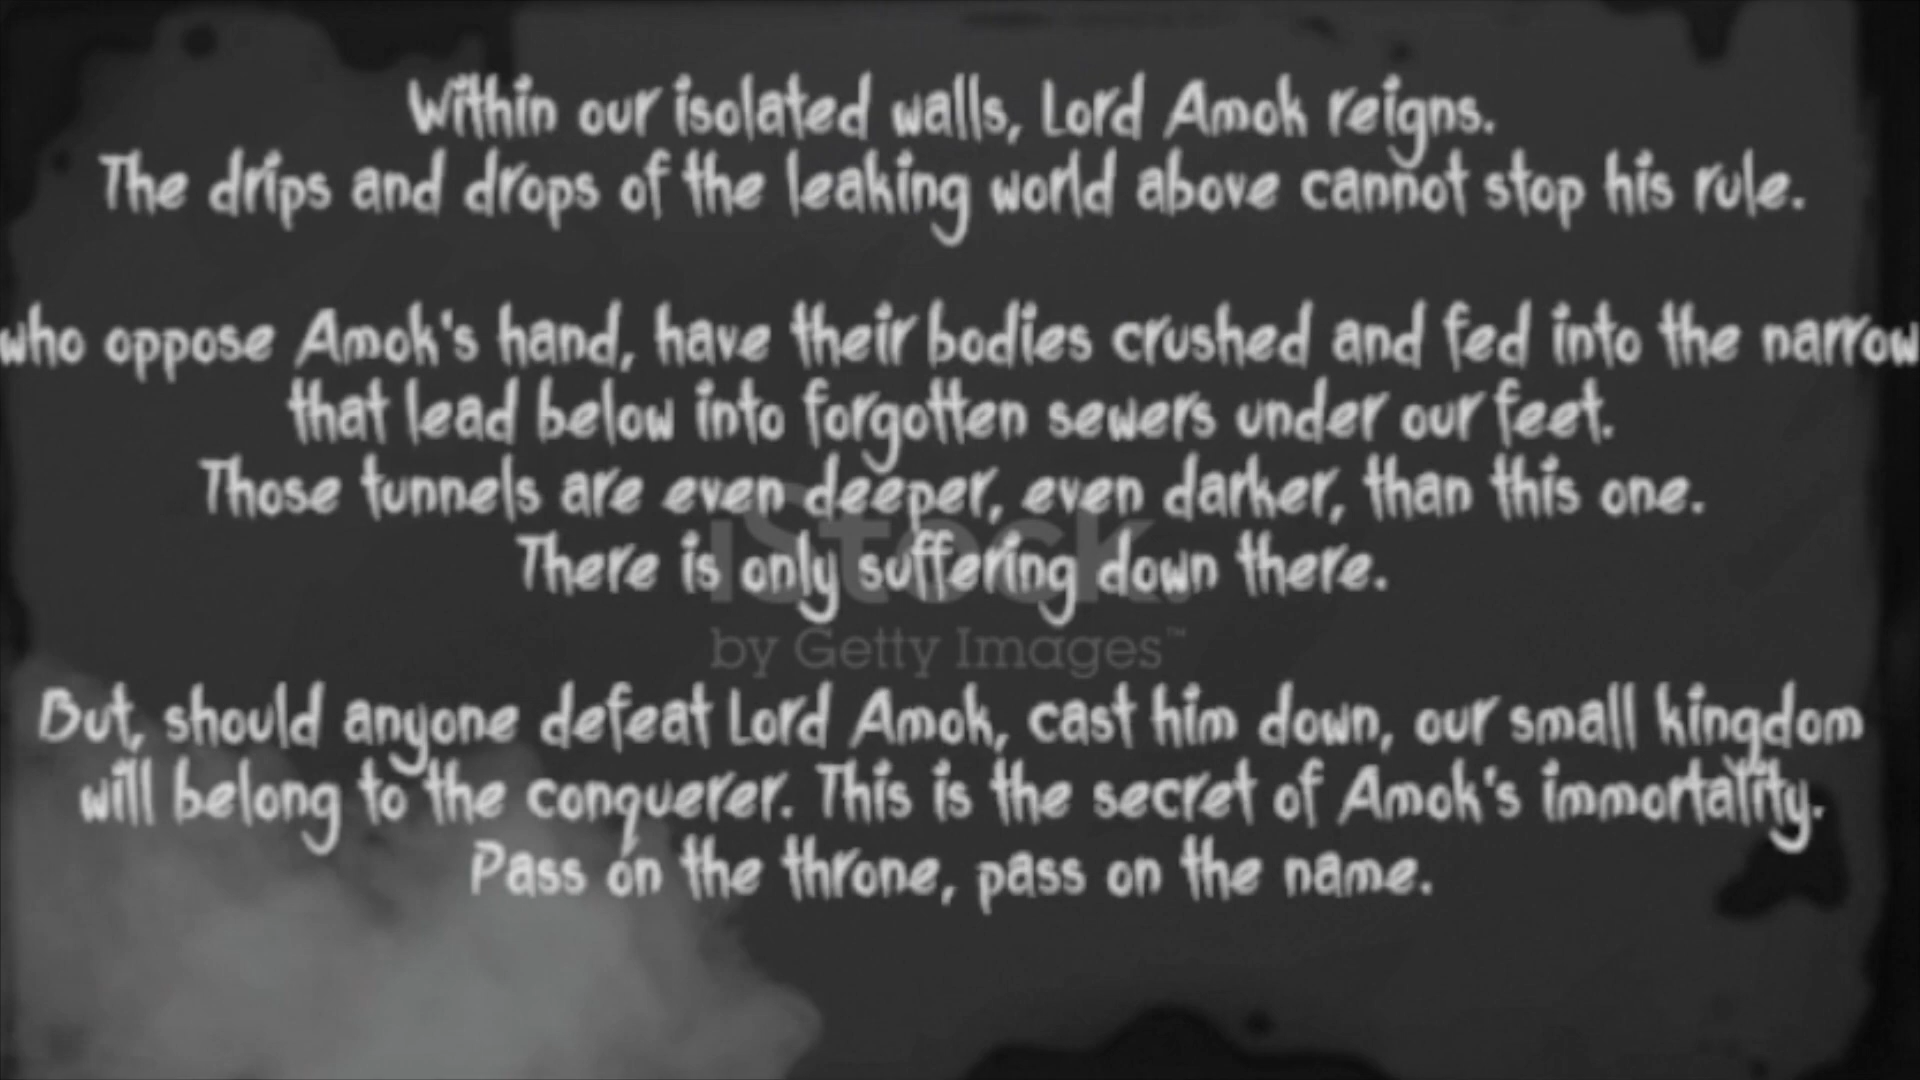 Within our isolated walls, Lord Amok reigns.
The drips and drops of the leaking world above cannot stop his rule.
who oppose Amok's hand, have their bodies crushed and fed into the narrow
that lead below into forgotten sewers under our feet.
Those tunnels are even deeper, even darker, than this one.
There is only suffering down there.
iStock.
by Getty Images™
But, should anyone defeat Lord Amok, cast him down, our small kingdom
will belong to the conquerer. This is the secret of Amok's immortality.
Pass on the throne, pass on the name.